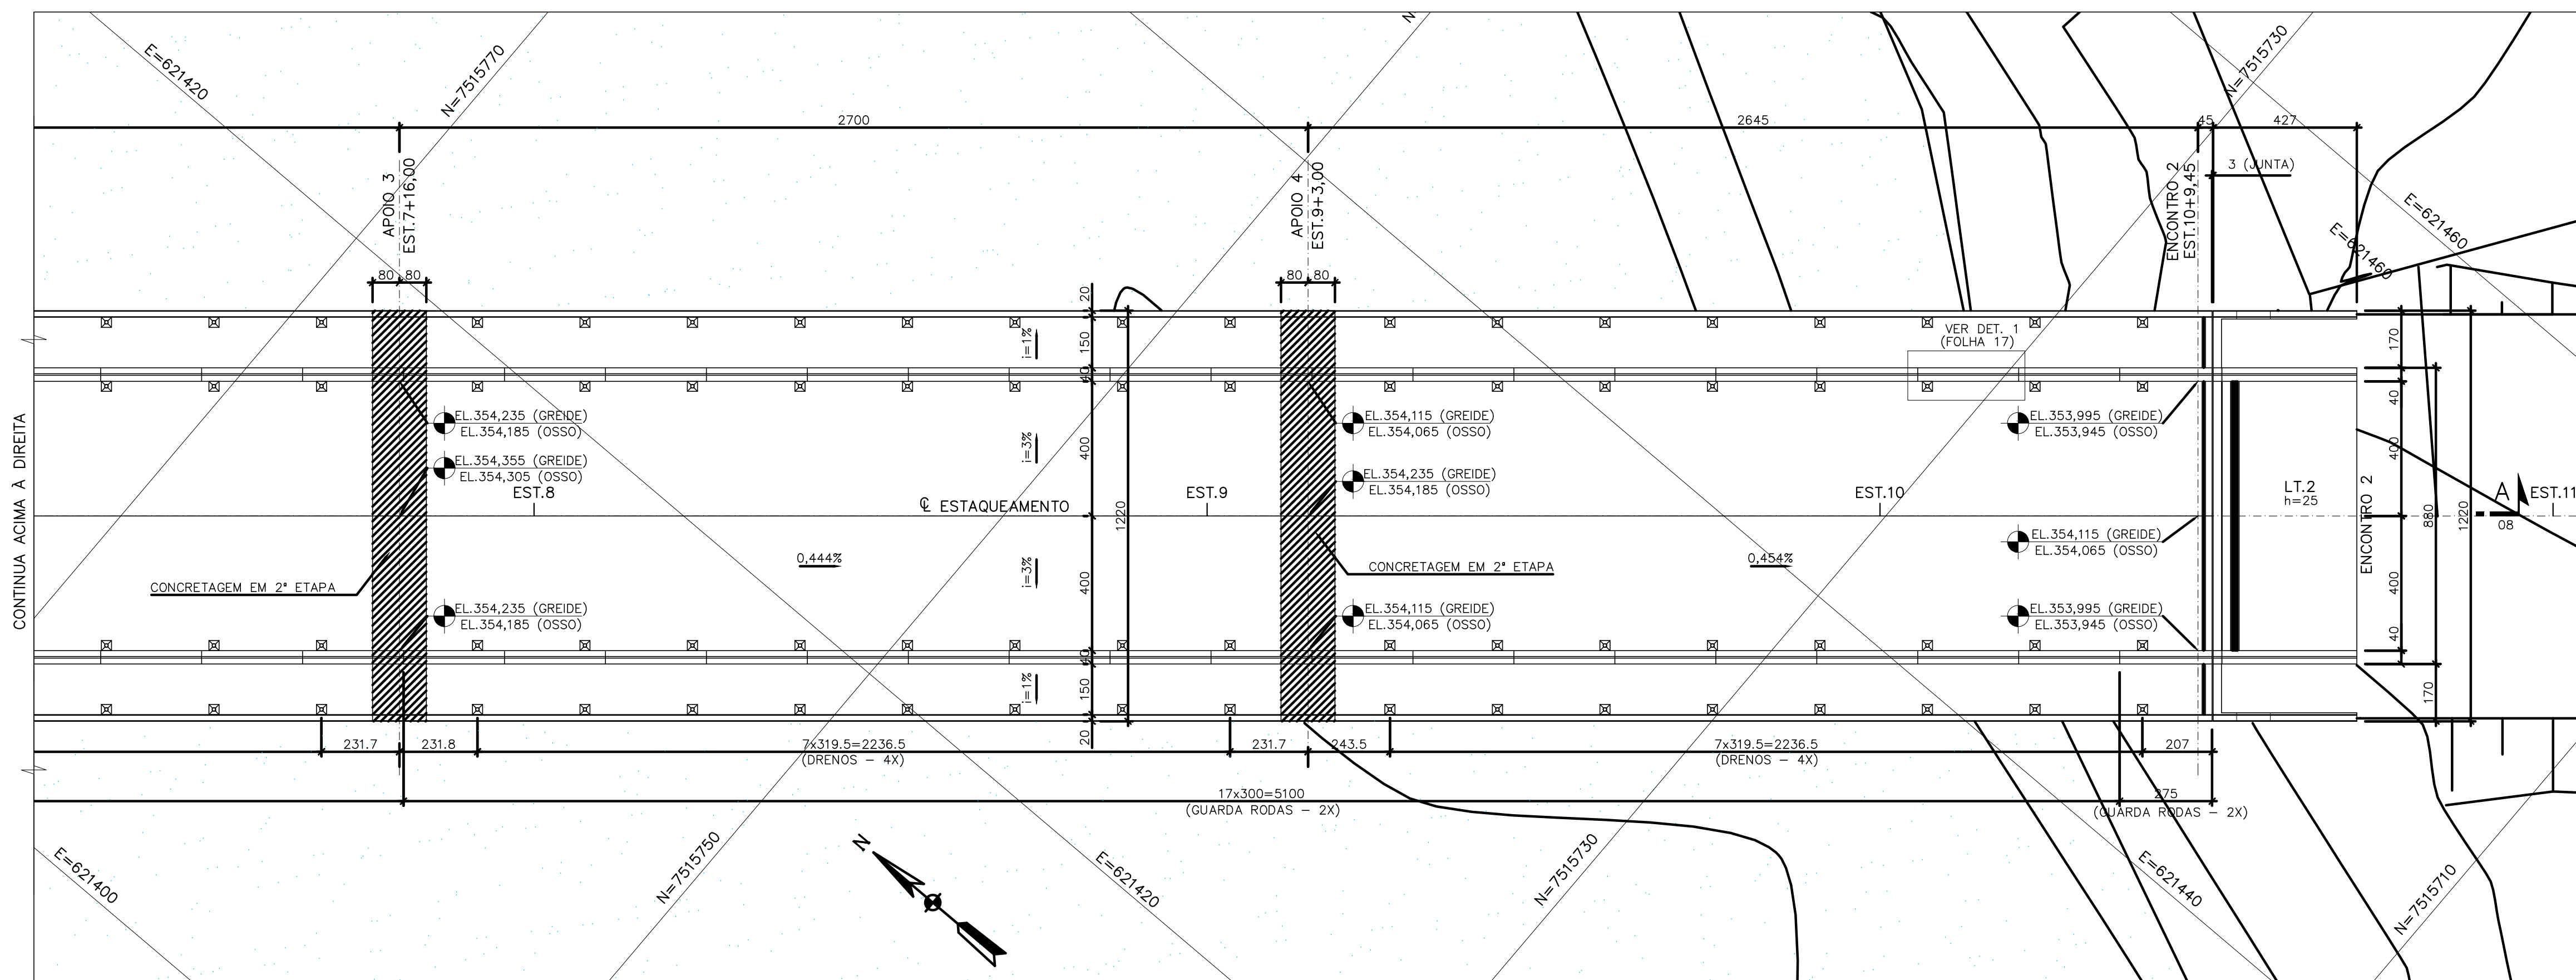 E=621420
N=7515770
N=
N=7515730
2700
2645
45
427
3 (JUNTA)
APOIO 3
EST.7+16,00
APOIO 4
EST.9+3,00
ENCONTRO 2
EST.10+9,45
E=621460
E=621460
80 80
80 80
20
i=1%
150
VER DET. 1
(FOLHA 17)
170
40
40
EL.354,235 (GREIDE)
EL.354,185 (OSSO)
EL.354,355 (GREIDE)
EL.354,305 (OSSO)
i=3%
400
EL.354,115 (GREIDE)
EL.354,065 (OSSO)
EL.354,235 (GREIDE)
EL.354,185 (OSSO)
EL.353,995 (GREIDE)
EL.353,945 (OSSO)
400
EST.8
℄ ESTAQUEAMENTO
1220
EST.9
EST.10
LT.2
h=25
ENCONTRO 2
880
1220
A
08
EST.11
CONTINUA ACIMA À DIREITA
EL.354,115 (GREIDE)
EL.354,065 (OSSO)
0,444%
0,454%
CONCRETAGEM EM 2ª ETAPA
CONCRETAGEM EM 2ª ETAPA
i=3%
400
400
EL.354,235 (GREIDE)
EL.354,185 (OSSO)
EL.354,115 (GREIDE)
EL.354,065 (OSSO)
EL.353,995 (GREIDE)
EL.353,945 (OSSO)
40
40
i=1%
150
170
20
231.7
231.8
7x319.5=2236.5
(DRENOS - 4X)
231.7
243.5
7x319.5=2236.5
(DRENOS - 4X)
207
17x300=5100
(GUARDA RODAS - 2X)
275
(GUARDA RODAS - 2X)
E=621400
N=7515750
N
E=621420
N=7515730
E=621440
N=7515710